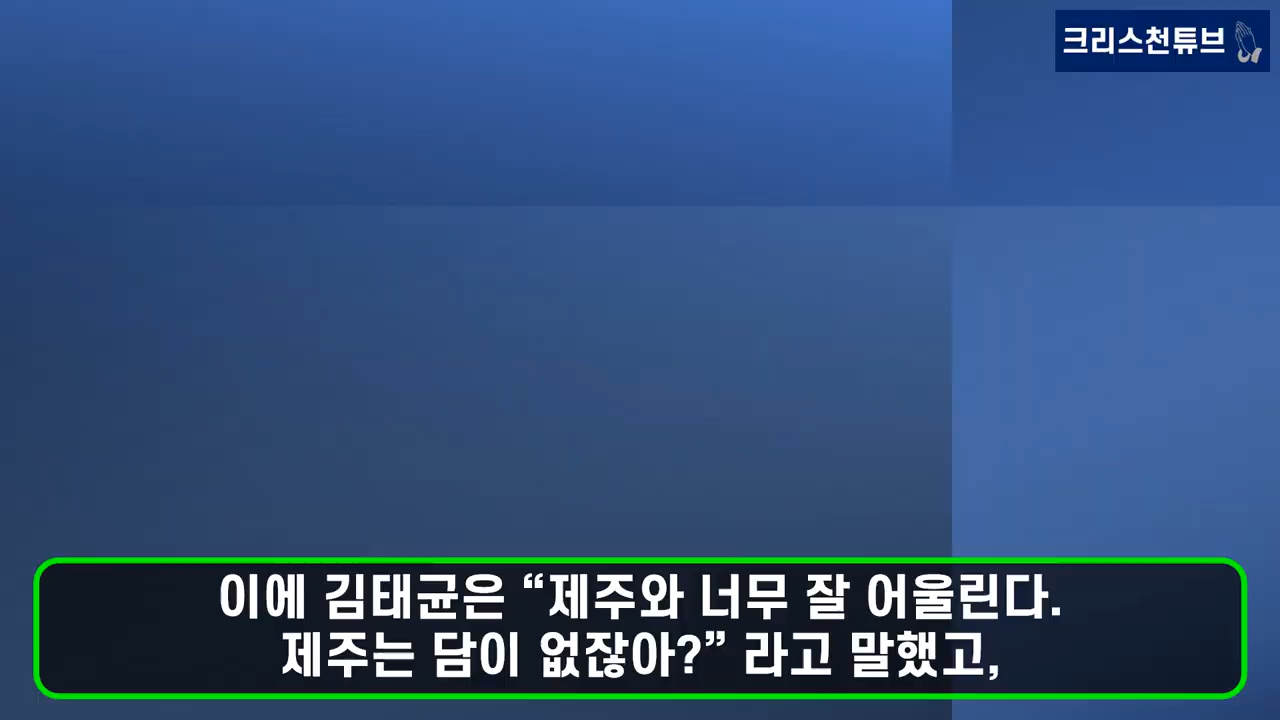 크리스천튜브
이에 김태균은 “제주와 너무 잘 어울린다.
제주는 담이 없잖아?” 라고 말했고,